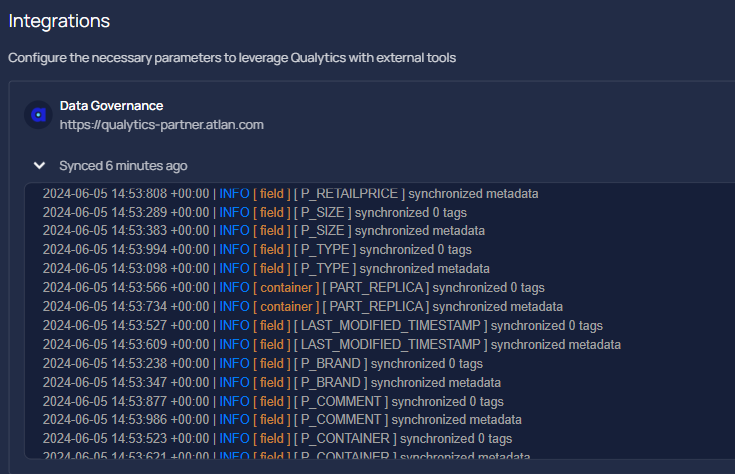 Integrations
Configure the necessary parameters to leverage Qualytics with external tools
Data Governance
https://qualytics-partner.atlan.com
Synced 6 minutes ago
2024-06-05 14:53:808 +00:00 | INFO [ field ] [ P_RETAILPRICE ] synchronized metadata
2024-06-05 14:53:289 +00:00 | INFO [ field ] [ P_SIZE ] synchronized 0 tags
2024-06-05 14:53:383 +00:00 | INFO [ field ] [ P_SIZE ] synchronized metadata
2024-06-05 14:53:994 +00:00 | INFO [ field ] [ P_TYPE ] synchronized 0 tags
2024-06-05 14:53:098 +00:00 | INFO [ field ] [ P_TYPE ] synchronized metadata
2024-06-05 14:53:566 +00:00 | INFO [ container ] [ PART_REPLICA ] synchronized 0 tags
2024-06-05 14:53:734 +00:00 | INFO [ container ] [ PART_REPLICA ] synchronized metadata
2024-06-05 14:53:527 +00:00 | INFO [ field ] [ LAST_MODIFIED_TIMESTAMP ] synchronized 0 tags
2024-06-05 14:53:609 +00:00 | INFO [ field ] [ LAST_MODIFIED_TIMESTAMP ] synchronized metadata
2024-06-05 14:53:238 +00:00 | INFO [ field ] [ P_BRAND ] synchronized 0 tags
2024-06-05 14:53:347 +00:00 | INFO [ field ] [ P_BRAND ] synchronized metadata
2024-06-05 14:53:877 +00:00 | INFO [ field ] [ P_COMMENT ] synchronized 0 tags
2024-06-05 14:53:986 +00:00 | INFO [ field ] [ P_COMMENT ] synchronized metadata
2024-06-05 14:53:523 +00:00 | INFO [ field ] [ P_CONTAINER ] synchronized 0 tags
2024-06-05 14:53:621 +00:00 | INFO [ field ] [ P_CONTAINER ] synchronized metadata